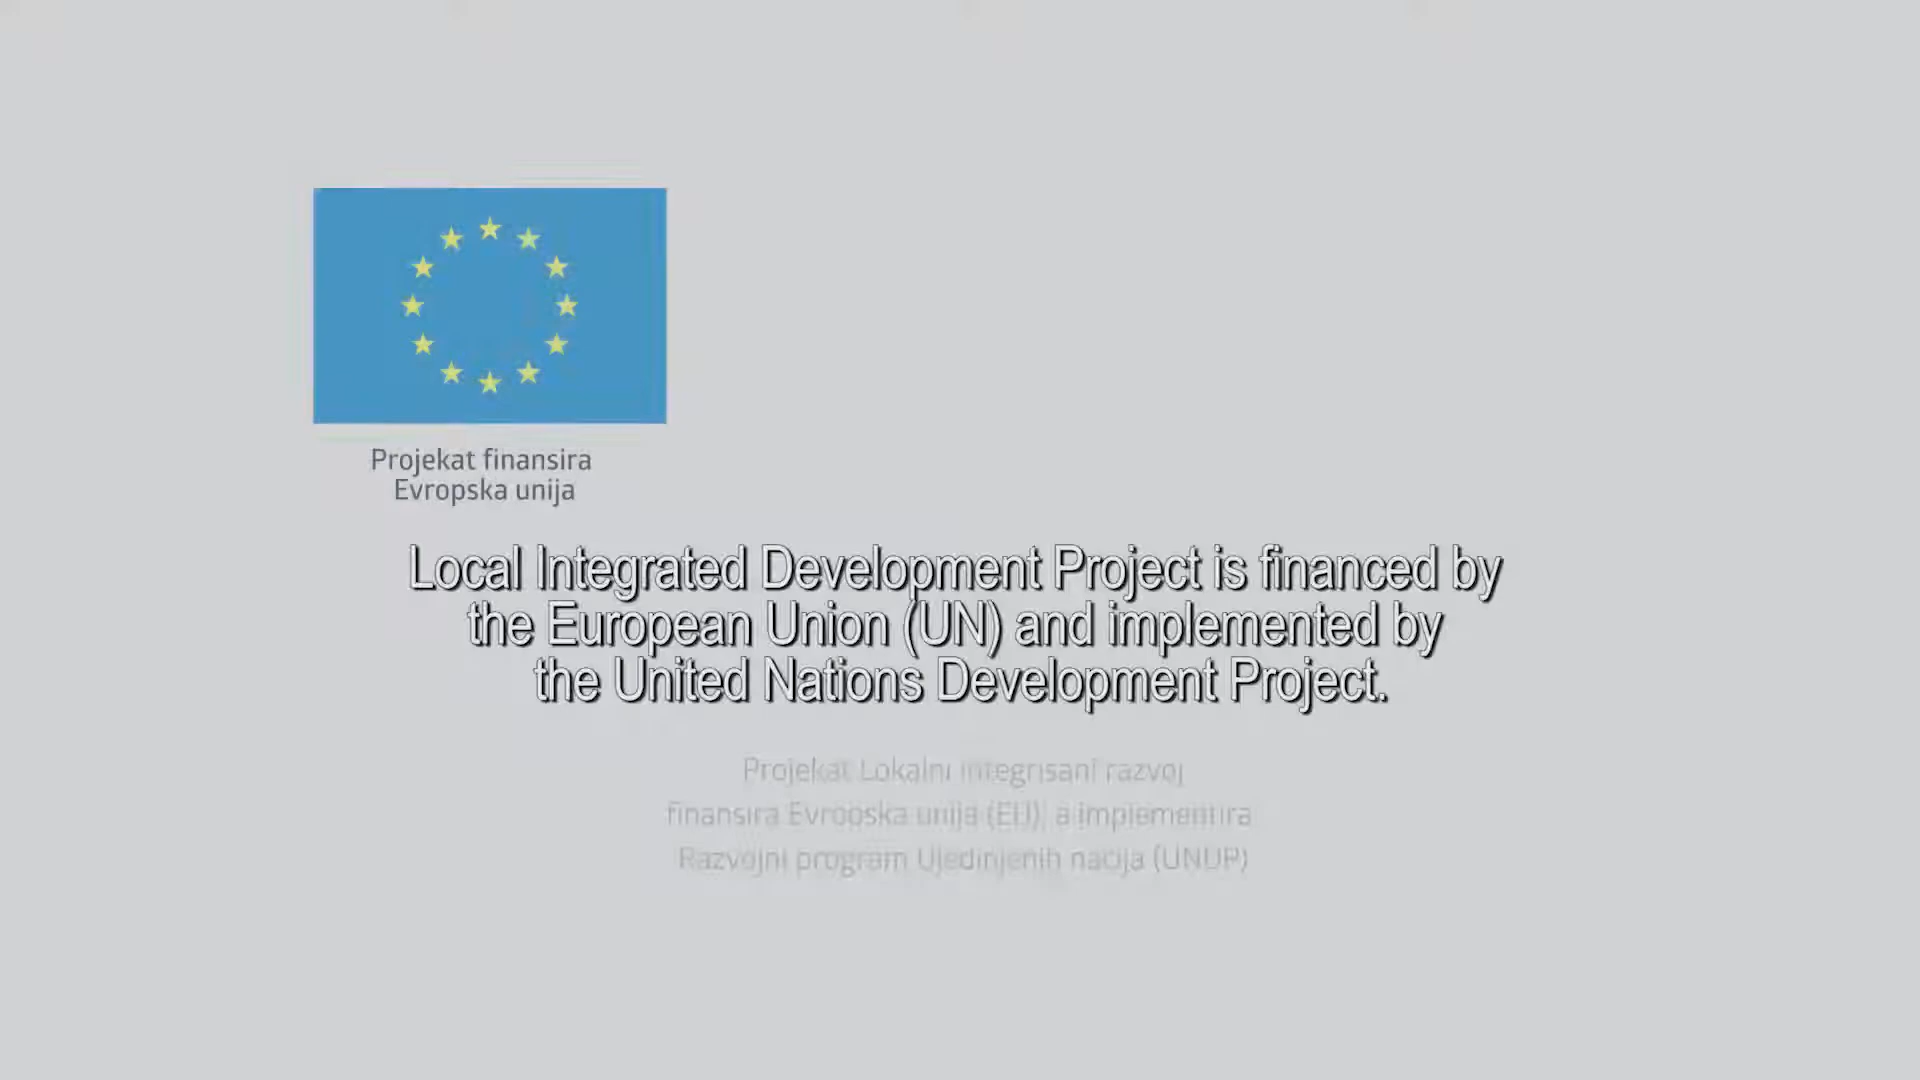 Projekat finansira
Evropska unija
Local Integrated Development Project is financed by
the European Union (UN) and implemented by
the United Nations Development Project.
Projekat Lokalni integrisani razvoj
finansira Evropska unija (EU), a implementira
Razvojni program Ujedinjenih nacija (UNDP)